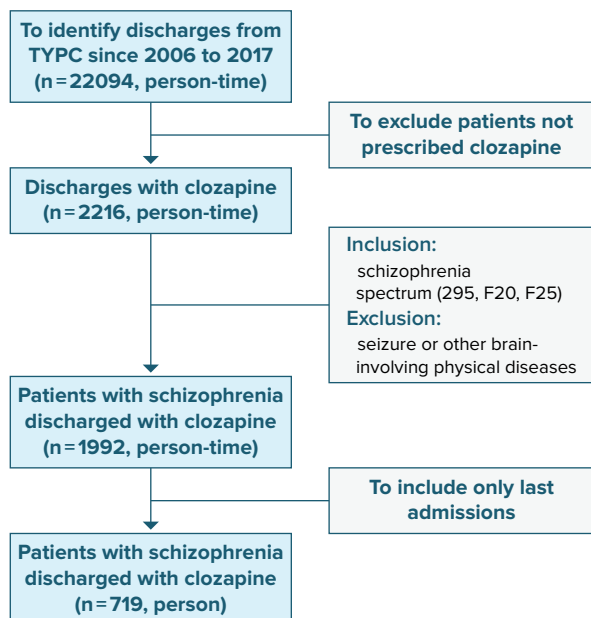 To identify discharges from
TYPC since 2006 to 2017
(n=22094, person-time)
To exclude patients not
prescribed clozapine
Discharges with clozapine
(n=2216, person-time)
Inclusion:
schizophrenia
spectrum (295, F20, F25)
Exclusion:
seizure or other brain-
involving physical diseases
Patients with schizophrenia
discharged with clozapine
(n=1992, person-time)
To include only last
admissions
Patients with schizophrenia
discharged with clozapine
(n=719, person)